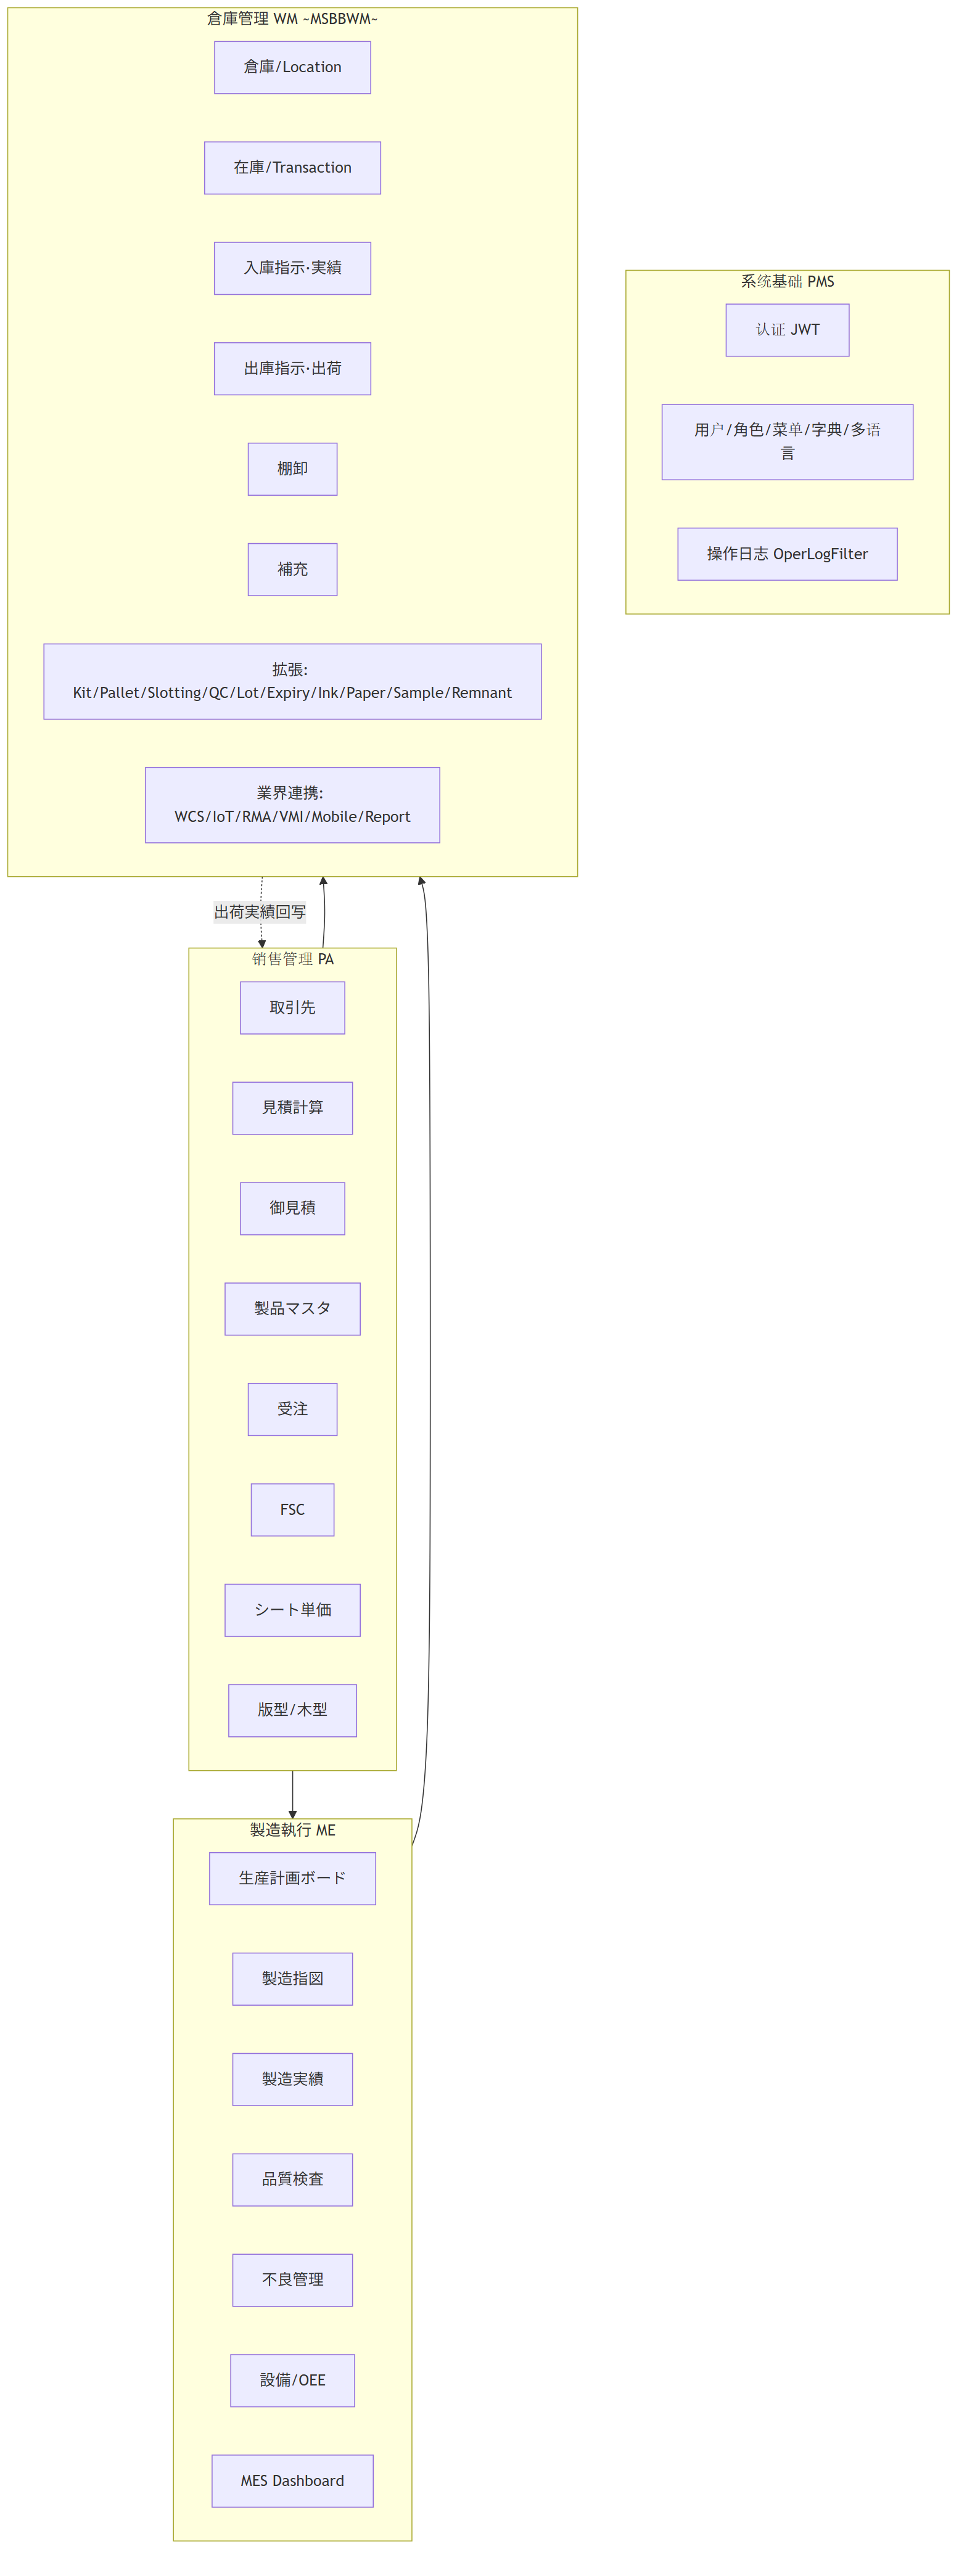 倉庫管理 WM ~MSBBWM~
倉庫/Location
在庫/Transaction
入庫指示·実績
出庫指示·出荷
棚卸
補充
拡張:
Kit/Pallet/Slotting/QC/Lot/Expiry/Ink/Paper/Sample/Remnant
業界連携:
WCS/IoT/RMA/VMI/Mobile/Report
系统基础 PMS
认证 JWT
用户/角色/菜单/字典/多语
言
操作日志 OperLogFilter
出荷実績回写
销售管理 PA
取引先
見積計算
御見積
製品マスタ
受注
FSC
シート単価
版型/木型
製造執行 ME
生産計画ボード
製造指図
製造実績
品質検査
不良管理
設備/OEE
MES Dashboard